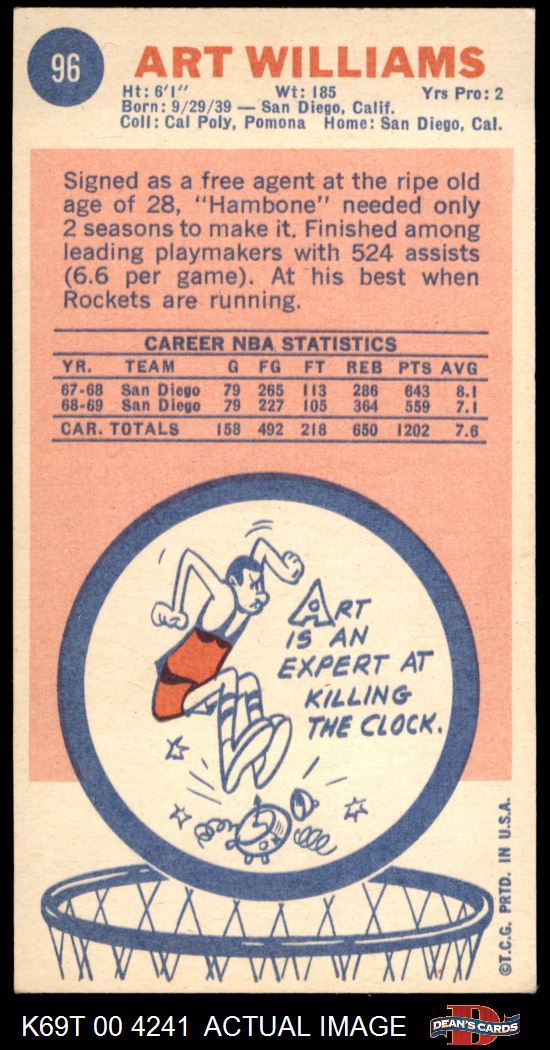 96
ART WILLIAMS
Ht: 6'1" Wt: 185 Yrs Pro: 2
Born: 9/29/39 — San Diego, Calif.
Coll: Cal Poly, Pomona Home: San Diego, Cal.
Signed as a free agent at the ripe old
age of 28, "Hambone" needed only
2 seasons to make it. Finished among
leading playmakers with 524 assists
(6.6 per game). At his best when
Rockets are running.
CAREER NBA STATISTICS
YR. TEAM G FG FT REB PTS AVG
67-68 San Diego 79 265 113 286 643 8.1
68-69 San Diego 79 227 105 364 559 7.1
CAR. TOTALS 158 492 218 650 1202 7.6
ART
IS AN
EXPERT AT
KILLING
THE CLOCK.
©T.C.G. PRTD. IN U.S.A.
K69T 00 4241 ACTUAL IMAGE
D
DEAN'S CARDS